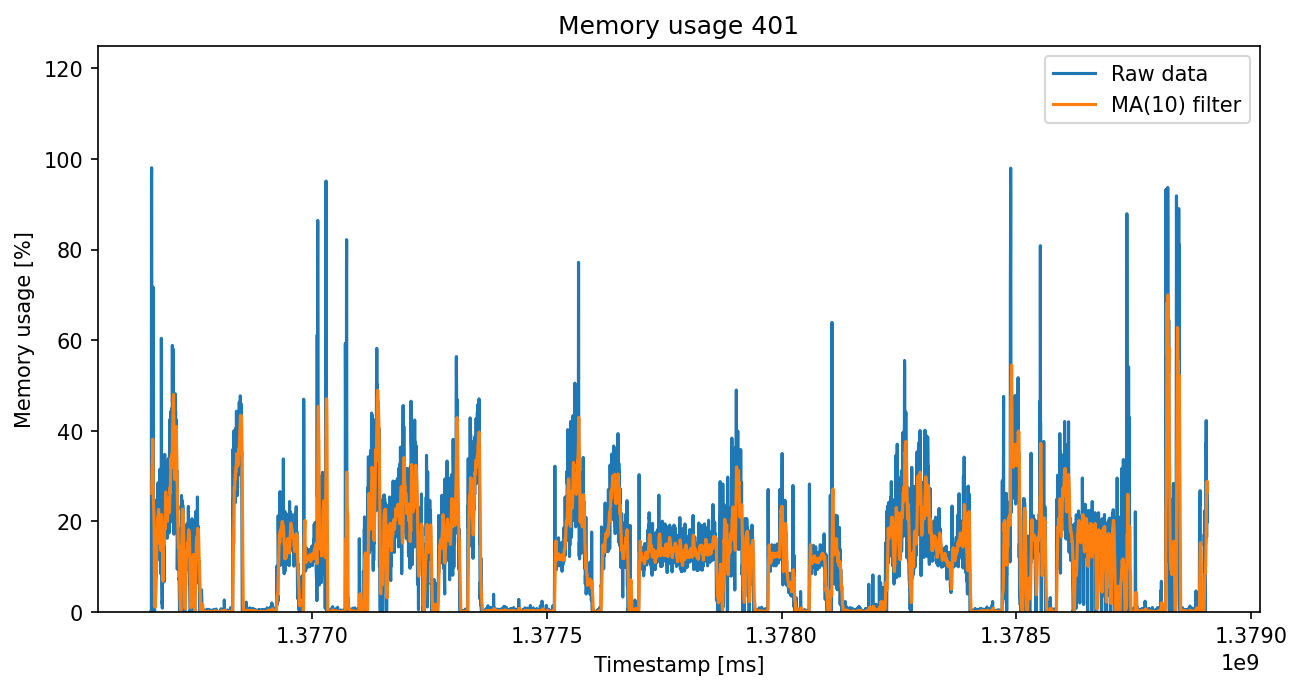 Memory usage 401
Raw data
MA(10) filter
Memory usage [%]
120
100
80
60
40
20
0
1.3770 1.3775 1.3780 1.3785 1.3790
1e9
Timestamp [ms]